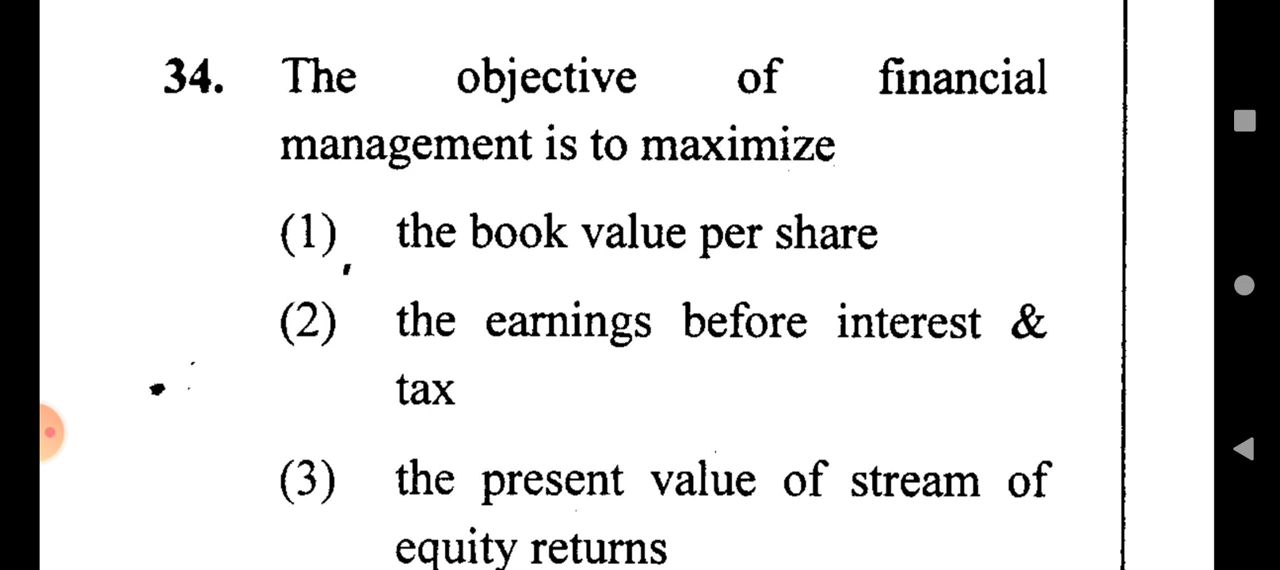 34. The objective of financial
management is to maximize
(1) the book value per share
(2) the earnings before interest &
tax
(3) the present value of stream of
equity returns